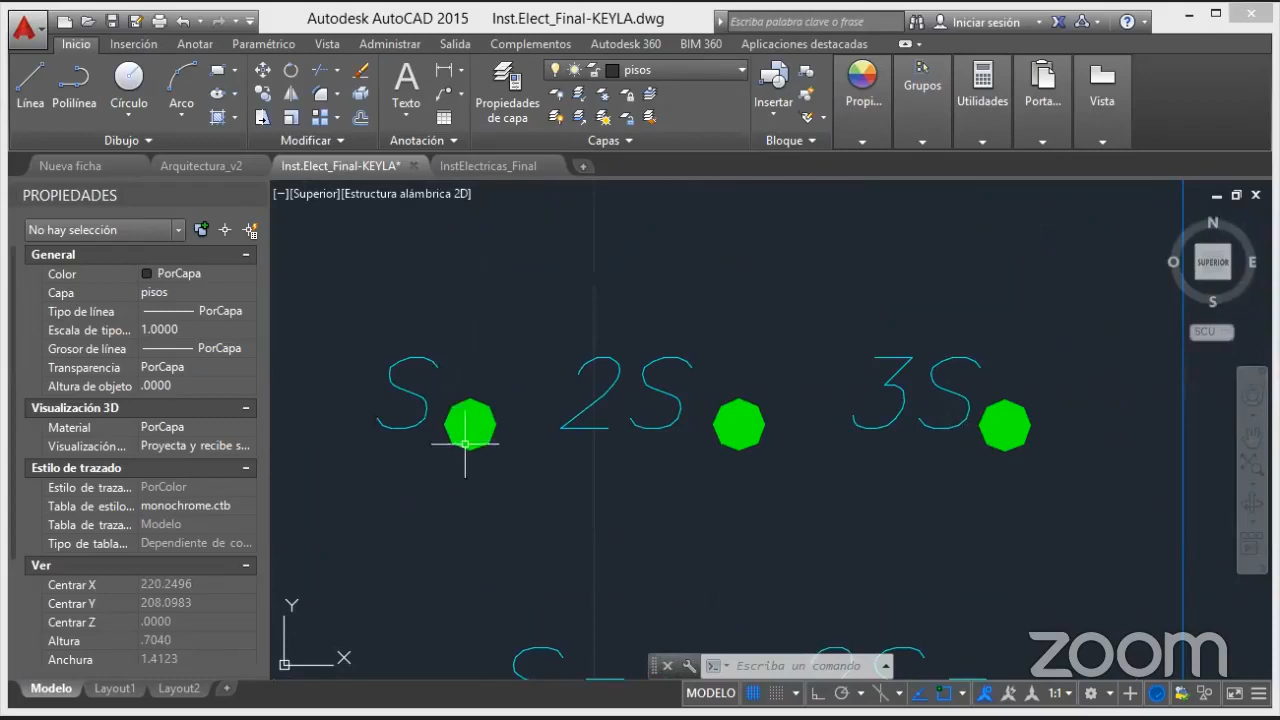 Autodesk AutoCAD 2015 Inst.Elect_Final-KEYLA.dwg
Escriba palabra clave o frase
Iniciar sesión
Inicio Inserción Anotar Paramétrico Vista Administrar Salida Complementos Autodesk 360 BIM 360 Aplicaciones destacadas
pisos
Línea Polilínea Círculo Arco
Texto
Propiedades
de capa
Insertar
Propi...
Grupos
Utilidades
Porta...
Vista
Dibujo Modificar Anotación Capas Bloque
Nueva ficha Arquitectura_v2 Inst.Elect_Final-KEYLA* InstElectricas_Final
PROPIEDADES
No hay selección
General
Color PorCapa
Capa pisos
Tipo de línea PorCapa
Escala de tipo... 1.0000
Grosor de línea PorCapa
Transparencia PorCapa
Altura de objeto .0000
Visualización 3D
Material PorCapa
Visualización... Proyecta y recibe s...
Estilo de trazado
Estilo de traza... PorColor
Tabla de estilo... monochrome.ctb
Tabla de traza... Modelo
Tipo de tabla... Dependiente de co...
Ver
Centrar X 220.2496
Centrar Y 208.0983
Centrar Z .0000
Altura .7040
Anchura 1.4123
[−][Superior][Estructura alámbrica 2D]
N
O SUPERIOR E
S
SCU
S 2S 3S
Y
X
Escriba un comando
zoom
Modelo Layout1 Layout2 +
MODELO 1:1